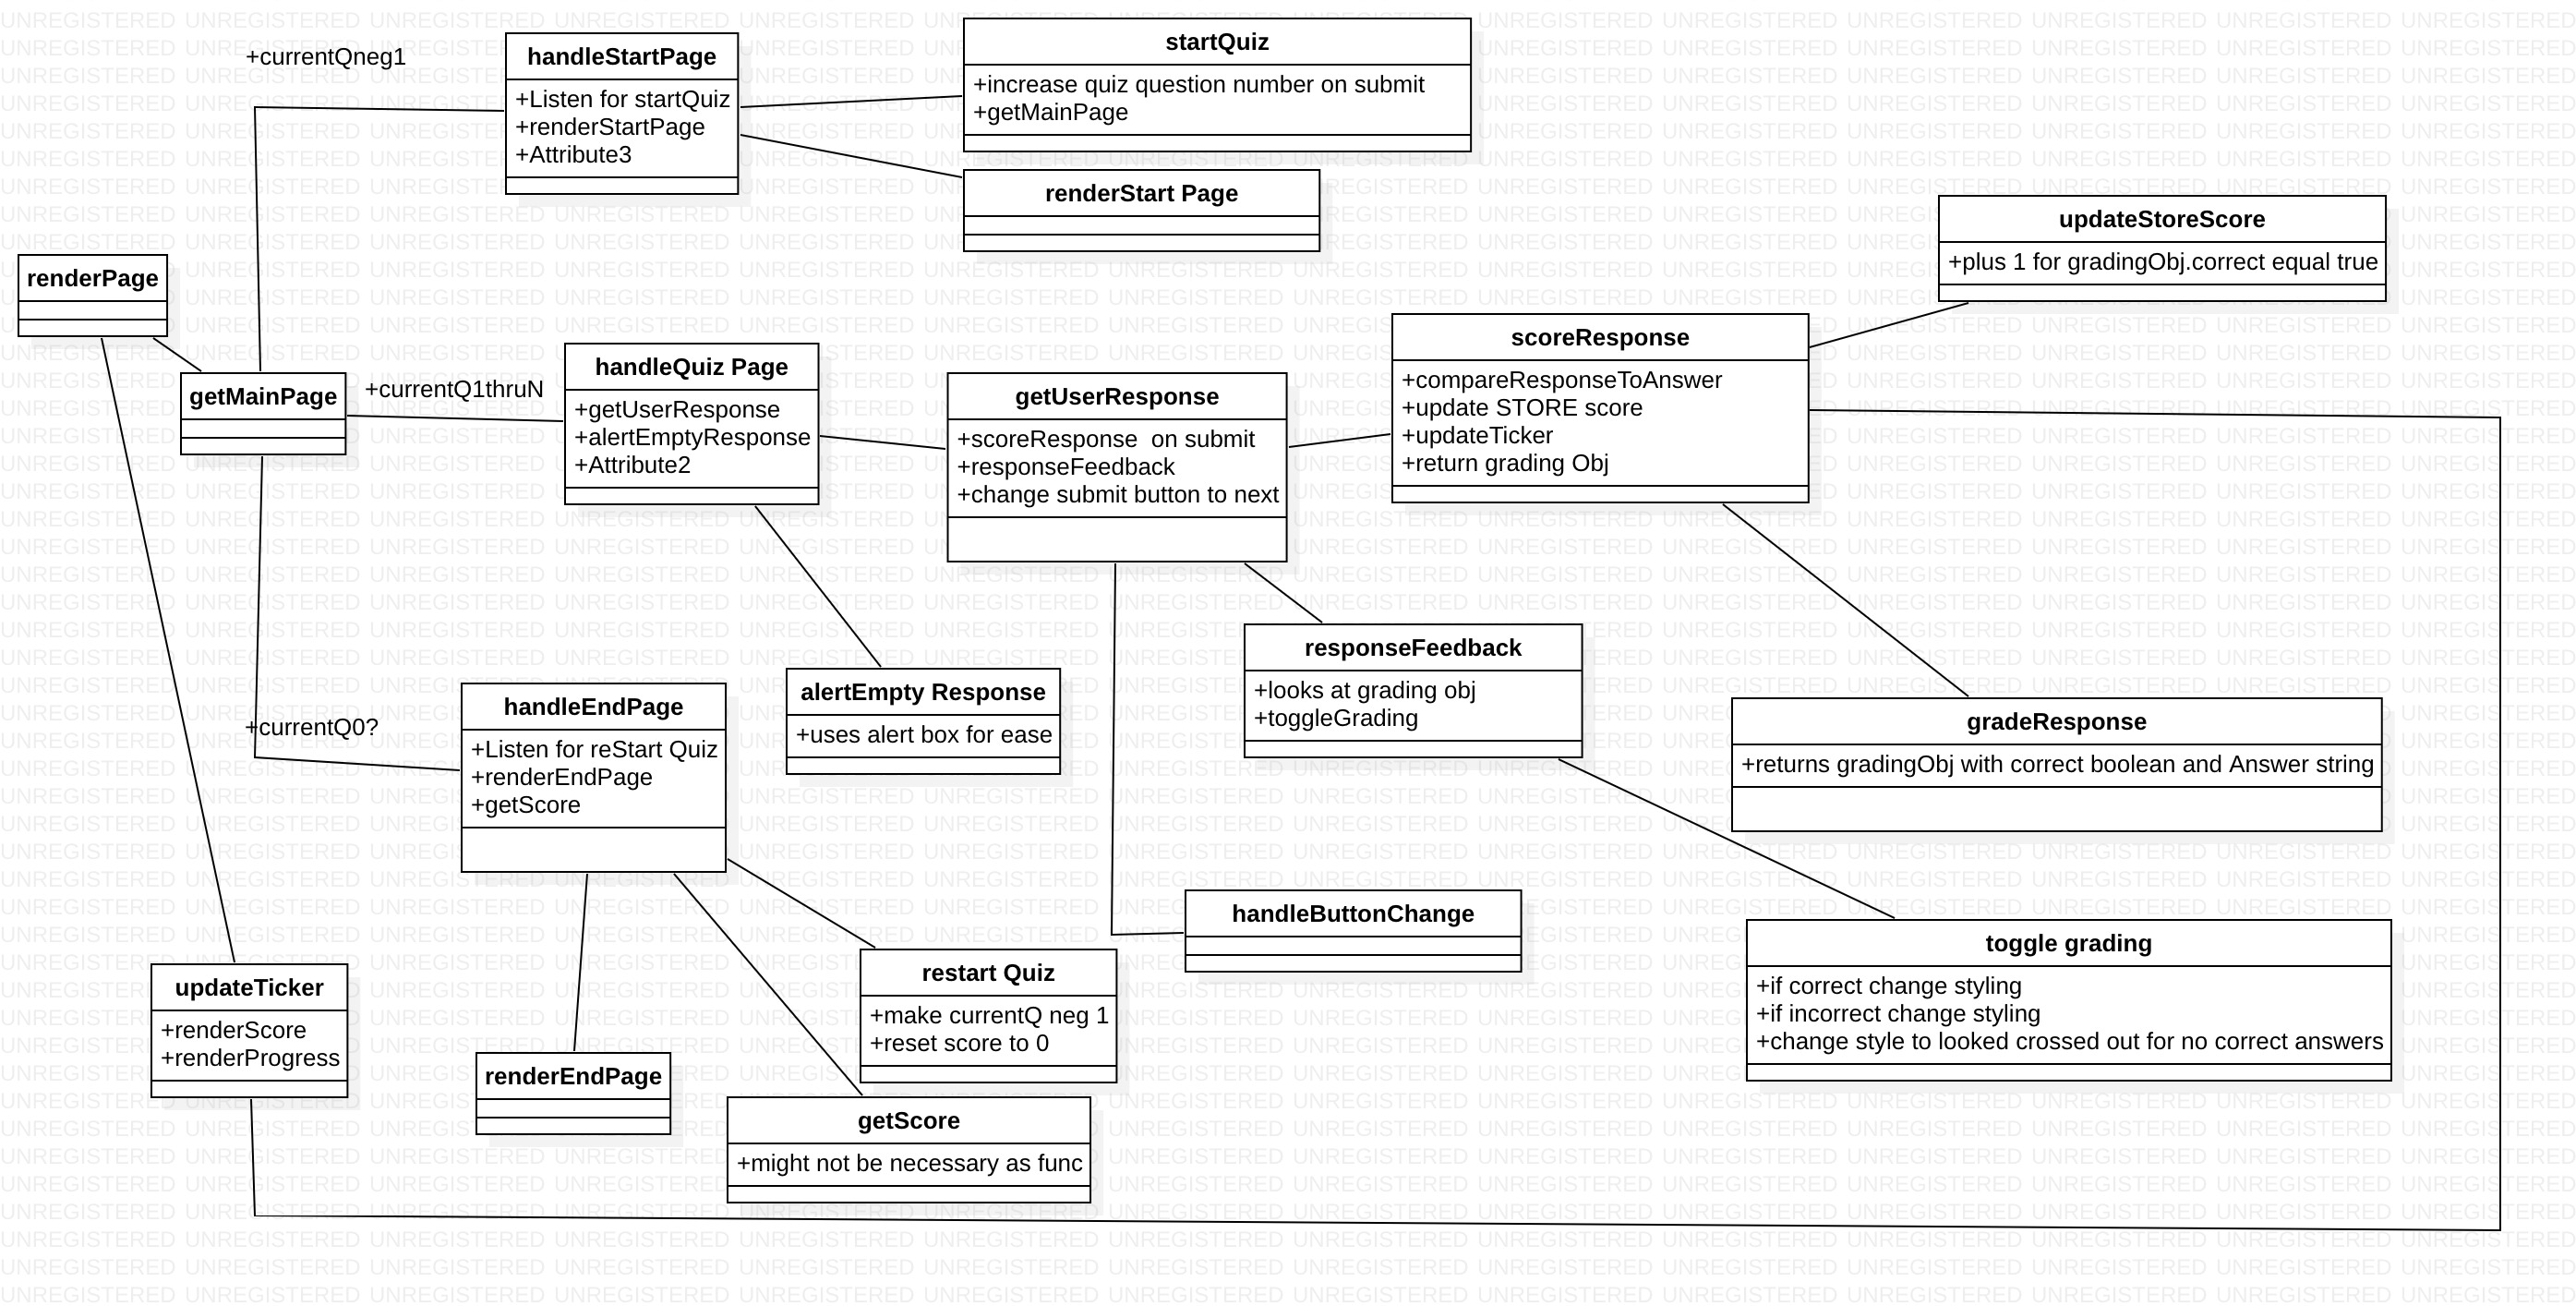 +currentQneg1
handleStartPage
+Listen for startQuiz
+renderStartPage
+Attribute3
startQuiz
+increase quiz question number on submit
+getMainPage
renderStart Page
updateStoreScore
+plus 1 for gradingObj.correct equal true
renderPage
getMainPage
+currentQ1thruN
handleQuiz Page
+getUserResponse
+alertEmptyResponse
+Attribute2
getUserResponse
+scoreResponse  on submit
+responseFeedback
+change submit button to next
scoreResponse
+compareResponseToAnswer
+update STORE score
+updateTicker
+return grading Obj
+currentQ0?
handleEndPage
+Listen for reStart Quiz
+renderEndPage
+getScore
alertEmpty Response
+uses alert box for ease
responseFeedback
+looks at grading obj
+toggleGrading
gradeResponse
+returns gradingObj with correct boolean and Answer string
handleButtonChange
toggle grading
+if correct change styling
+if incorrect change styling
+change style to looked crossed out for no correct answers
updateTicker
+renderScore
+renderProgress
renderEndPage
restart Quiz
+make currentQ neg 1
+reset score to 0
getScore
+might not be necessary as func
UNREGISTERED